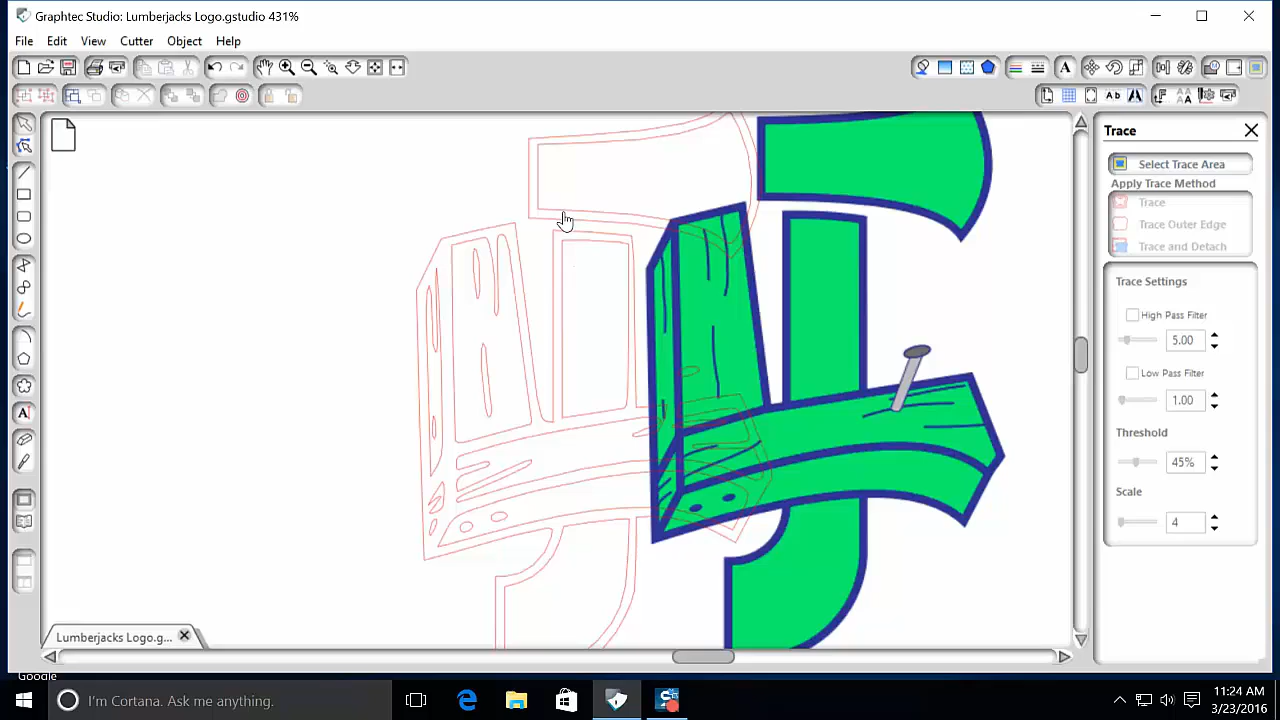 Graphtec Studio: Lumberjacks Logo.gstudio 431%
File Edit View Cutter Object Help
Trace
Select Trace Area
Apply Trace Method
Trace
Trace Outer Edge
Trace and Detach
Trace Settings
High Pass Filter
5.00
Low Pass Filter
1.00
Threshold
45%
Scale
4
Lumberjacks Logo.g...
Google
I'm Cortana. Ask me anything.
11:24 AM
3/23/2016